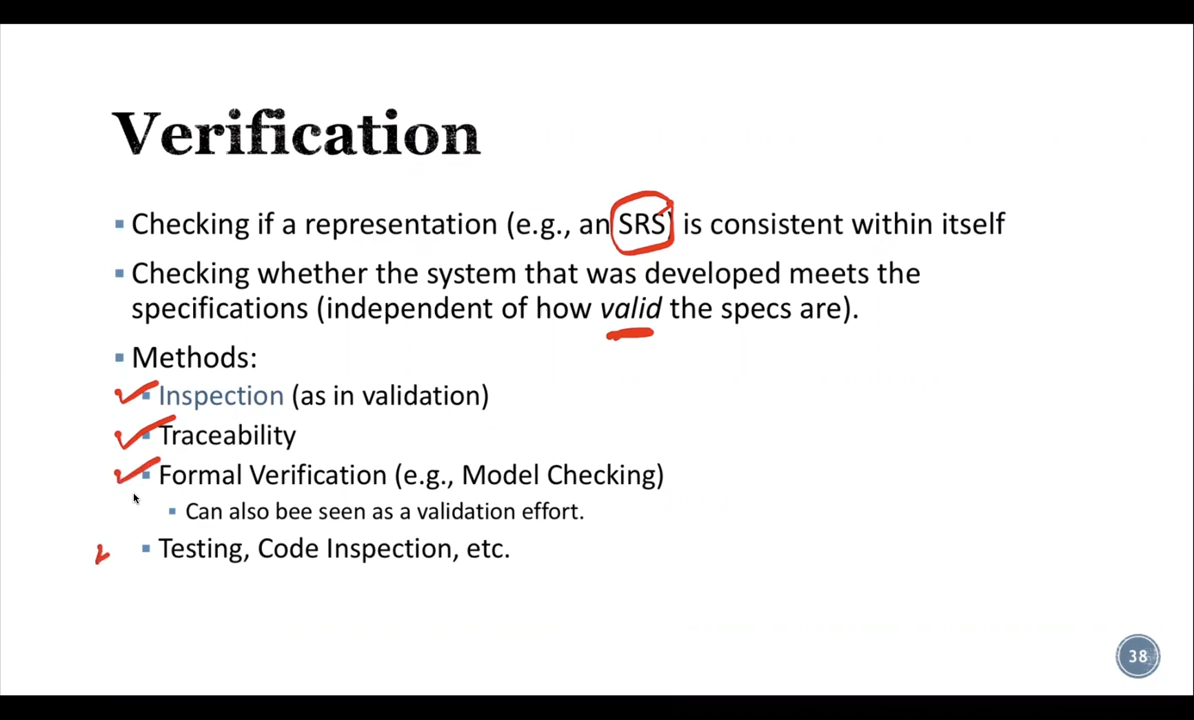 Verification
▪ Checking if a representation (e.g., an SRS) is consistent within itself
▪ Checking whether the system that was developed meets the
specifications (independent of how valid the specs are).
▪ Methods:
▪ Inspection (as in validation)
▪ Traceability
▪ Formal Verification (e.g., Model Checking)
▪ Can also bee seen as a validation effort.
▪ Testing, Code Inspection, etc.
38